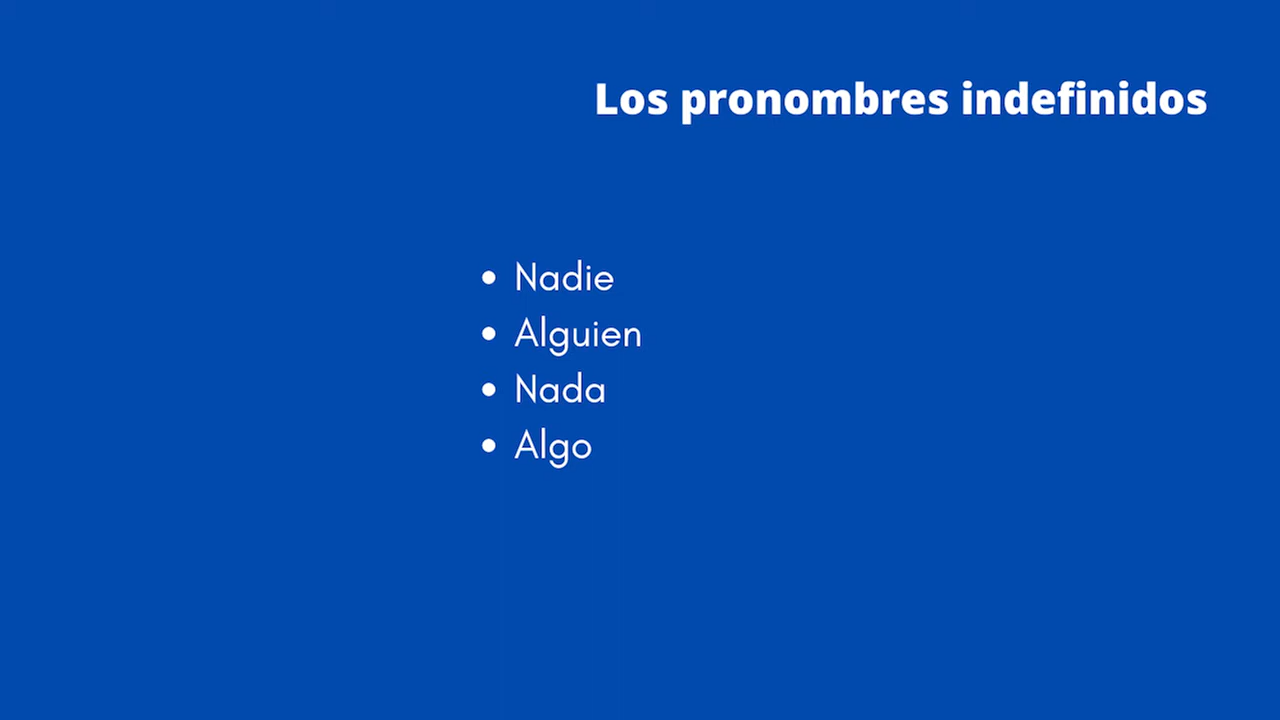 Los pronombres indefinidos
• Nadie
• Alguien
• Nada
• Algo